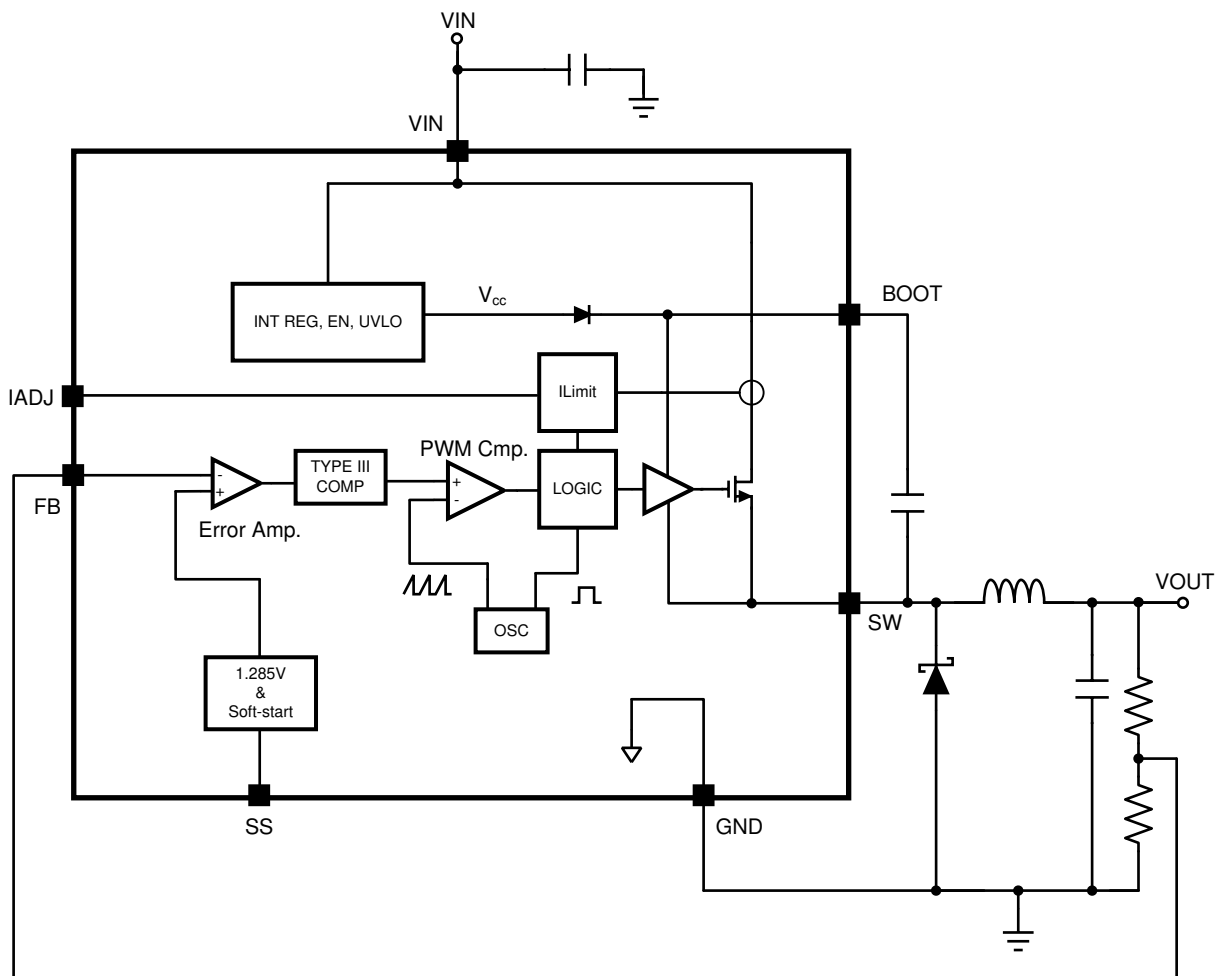 VIN
VIN
V_cc
BOOT
INT REG, EN, UVLO
IADJ
ILimit
PWM Cmp.
FB
-
+
TYPE III
COMP
+
-
LOGIC
Error Amp.
OSC
SW
VOUT
1.285V
&
Soft-start
SS
GND